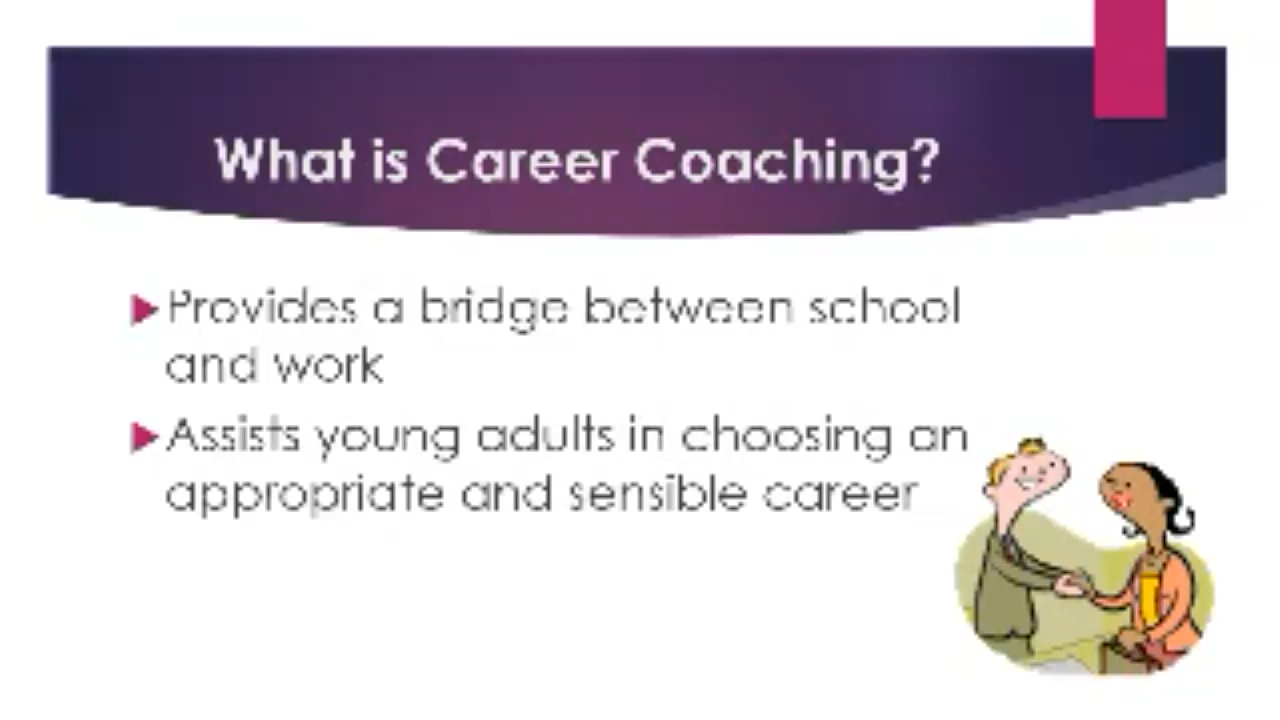 What is Career Coaching?
Provides a bridge between school
and work
Assists young adults in choosing an
appropriate and sensible career